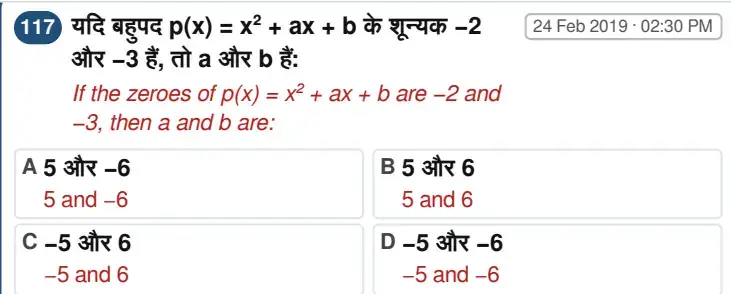 117 यदि बहुपद p(x) = x² + ax + b के शून्यक −2
24 Feb 2019 · 02:30 PM
और −3 हैं, तो a और b हैं:
If the zeroes of p(x) = x² + ax + b are −2 and
−3, then a and b are:
A 5 और −6
5 and −6
B 5 और 6
5 and 6
C −5 और 6
−5 and 6
D −5 और −6
−5 and −6